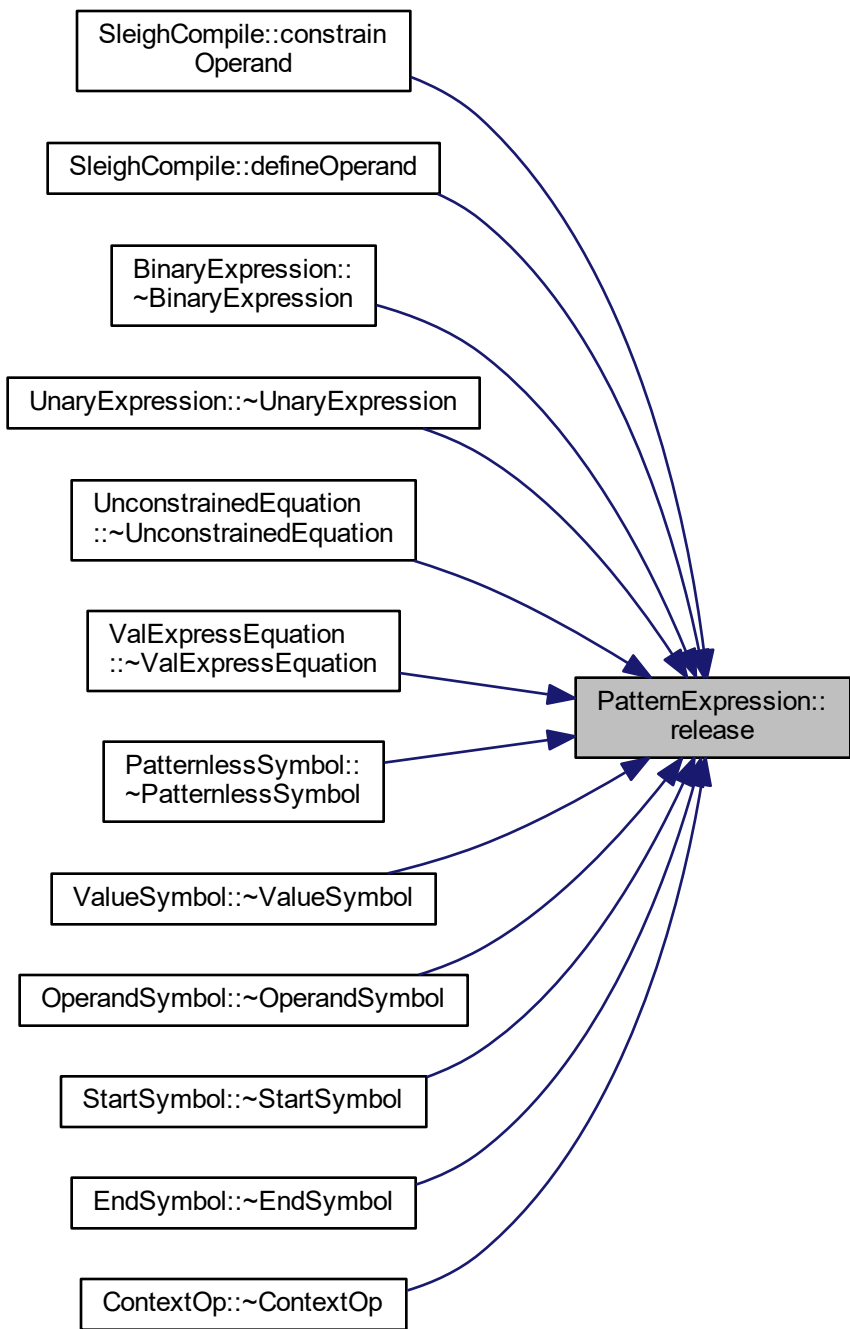 SleighCompile::constrain
Operand
SleighCompile::defineOperand
BinaryExpression::
~BinaryExpression
UnaryExpression::~UnaryExpression
UnconstrainedEquation
::~UnconstrainedEquation
ValExpressEquation
::~ValExpressEquation
PatternExpression::
release
PatternlessSymbol::
~PatternlessSymbol
ValueSymbol::~ValueSymbol
OperandSymbol::~OperandSymbol
StartSymbol::~StartSymbol
EndSymbol::~EndSymbol
ContextOp::~ContextOp